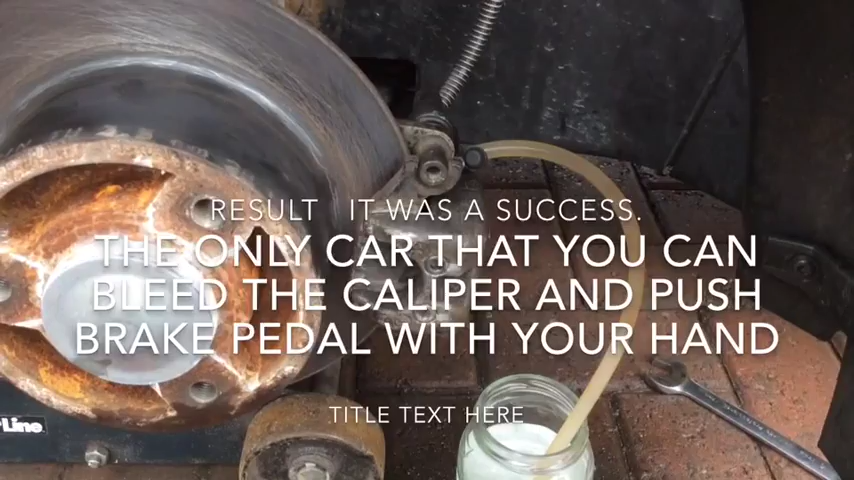 RESULT IT WAS A SUCCESS.
THE ONLY CAR THAT YOU CAN
BLEED THE CALIPER AND PUSH
BRAKE PEDAL WITH YOUR HAND
TITLE TEXT HERE
Line